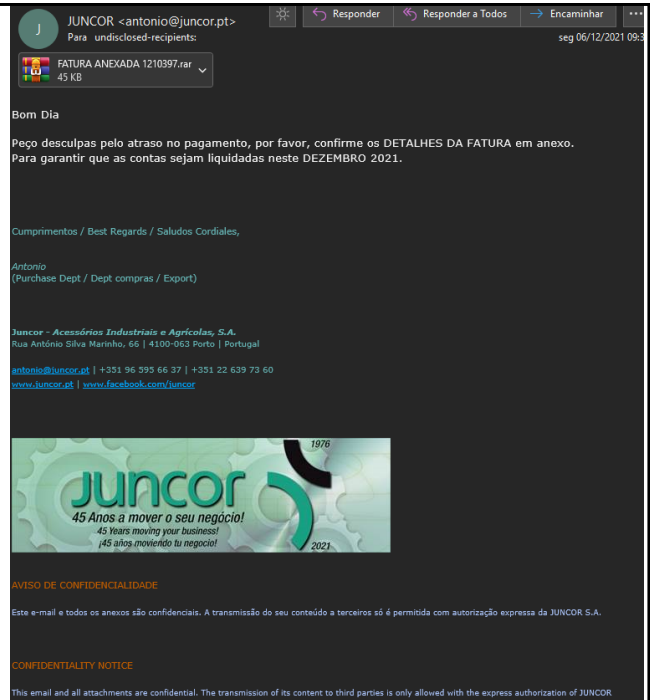 J
JUNCOR <antonio@juncor.pt>
Para undisclosed-recipients:
Responder
Responder a Todos
Encaminhar
seg 06/12/2021 09:3
FATURA ANEXADA 1210397.rar
45 KB
Bom Dia
Peço desculpas pelo atraso no pagamento, por favor, confirme os DETALHES DA FATURA em anexo.
Para garantir que as contas sejam liquidadas neste DEZEMBRO 2021.
Cumprimentos / Best Regards / Saludos Cordiales,
Antonio
(Purchase Dept / Dept compras / Export)
Juncor - Acessórios Industriais e Agrícolas, S.A.
Rua António Silva Marinho, 66 | 4100-063 Porto | Portugal
antonio@juncor.pt | +351 96 595 66 37 | +351 22 639 73 60
www.juncor.pt | www.facebook.com/juncor
1976
Juncor
45 Anos a mover o seu negócio!
45 Years moving your business!
¡45 años moviendo tu negocio!
2021
AVISO DE CONFIDENCIALIDADE
Este e-mail e todos os anexos são confidenciais. A transmissão do seu conteúdo a terceiros só é permitida com autorização expressa da JUNCOR S.A.
CONFIDENTIALITY NOTICE
This email and all attachments are confidential. The transmission of its content to third parties is only allowed with the express authorization of JUNCOR